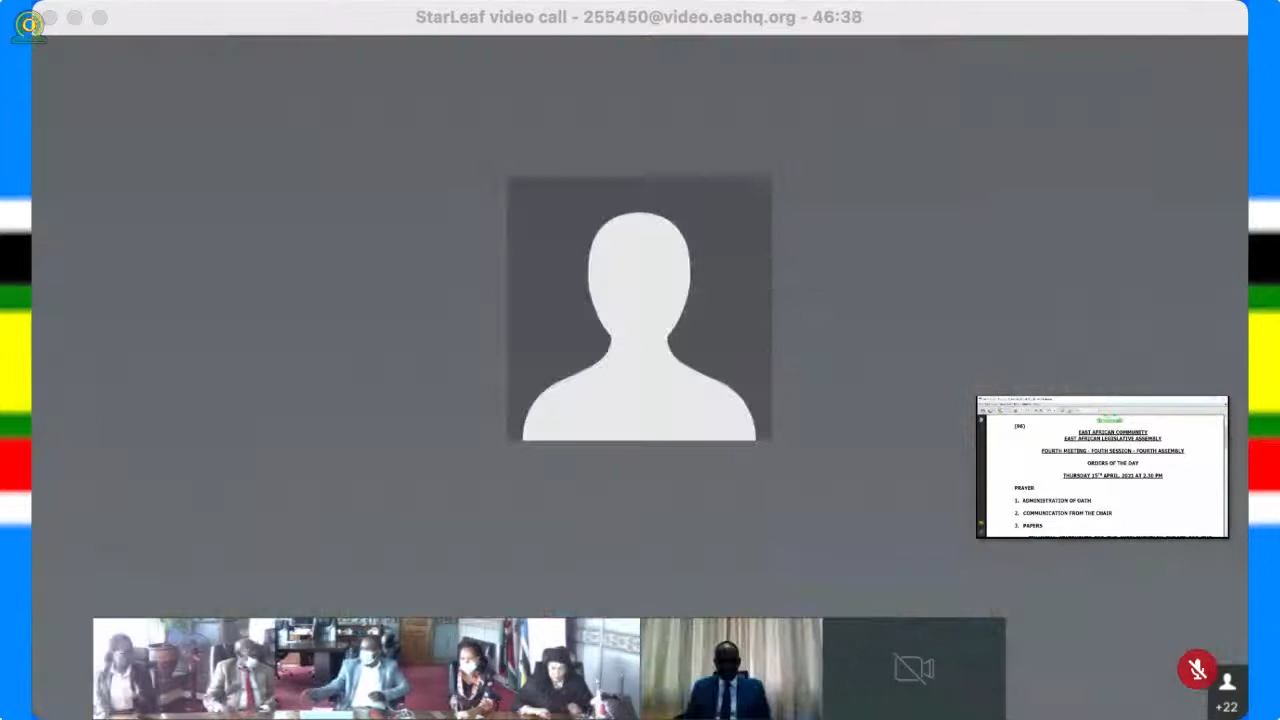 StarLeaf video call - 255450@video.eachq.org - 46:38
[96]
EAST AFRICAN COMMUNITY
EAST AFRICAN LEGISLATIVE ASSEMBLY
FOURTH MEETING - FOUTH SESSION - FOURTH ASSEMBLY
ORDERS OF THE DAY
THURSDAY 15TH APRIL, 2021 AT 2.30 PM
PRAYER
1. ADMINISTRATION OF OATH
2. COMMUNICATION FROM THE CHAIR
3. PAPERS
+22